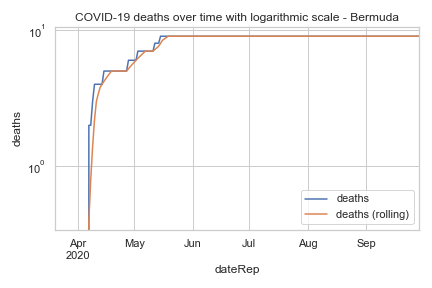 COVID-19 deaths over time with logarithmic scale - Bermuda
10¹
10⁰
deaths
deaths
deaths (rolling)
Apr May Jun Jul Aug Sep
2020
dateRep